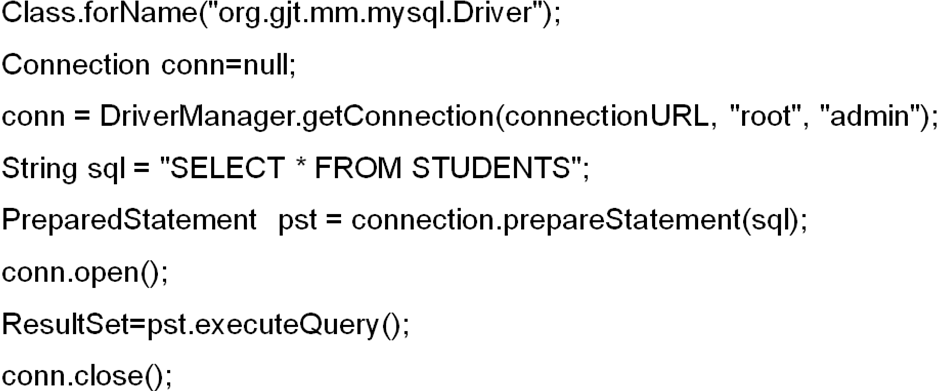 Class.forName("org.gjt.mm.mysql.Driver");
Connection conn=null;
conn = DriverManager.getConnection(connectionURL, "root", "admin");
String sql = "SELECT * FROM STUDENTS";
PreparedStatement  pst = connection.prepareStatement(sql);
conn.open();
ResultSet=pst.executeQuery();
conn.close();